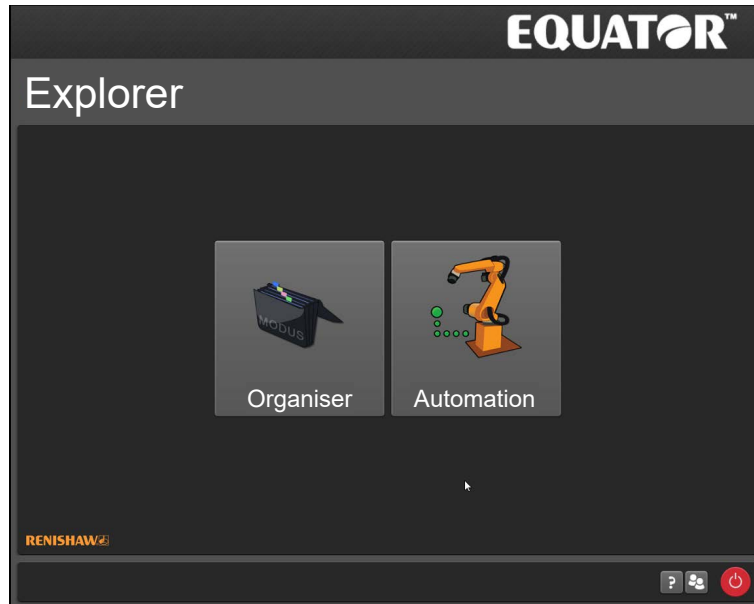 EQUATOR™
Explorer
MODUS
Organiser
Automation
RENISHAW
?